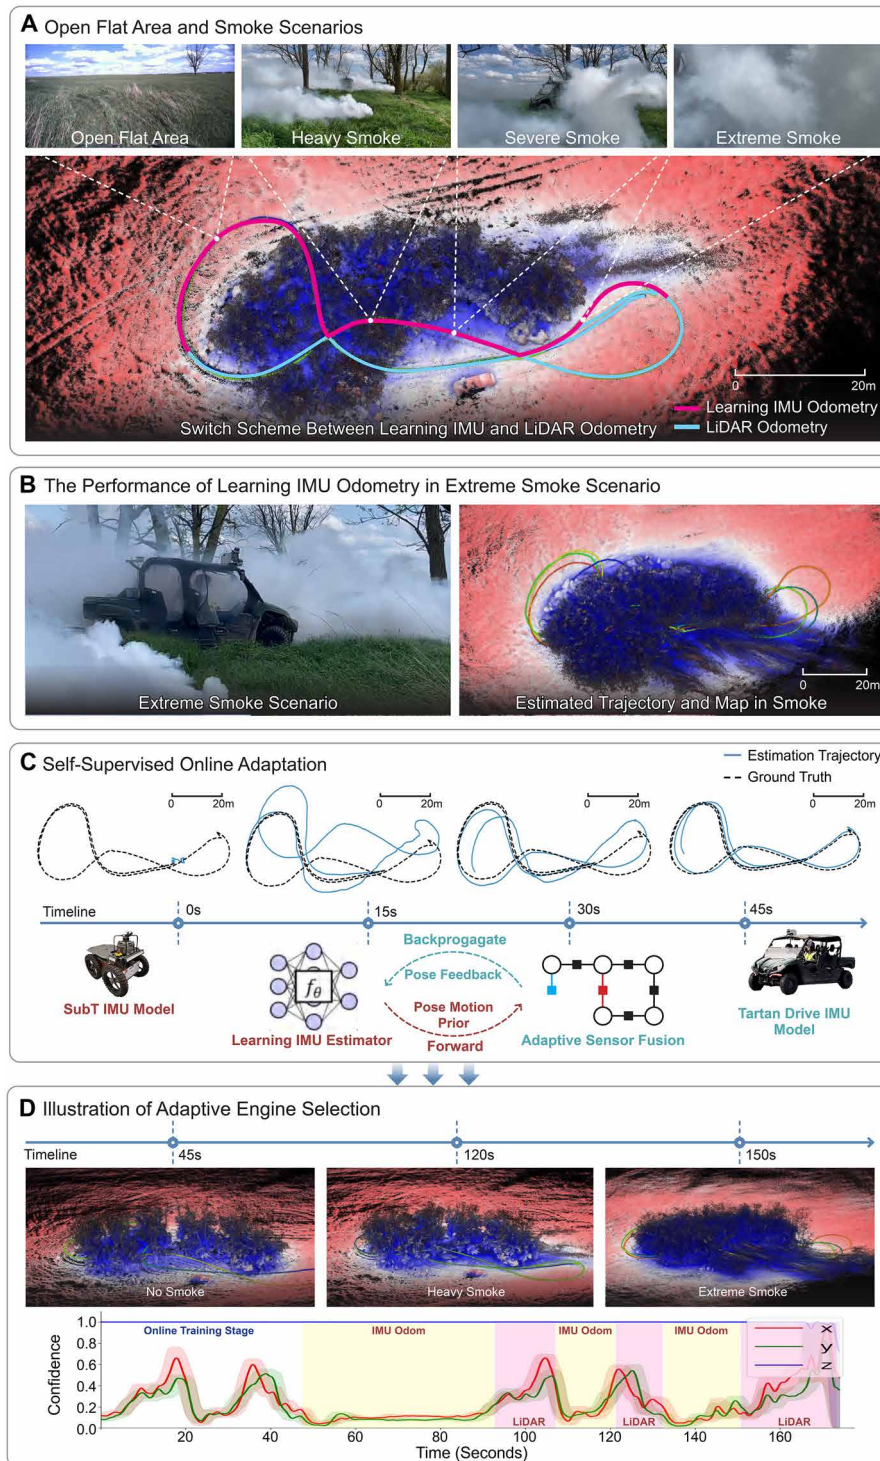 A Open Flat Area and Smoke Scenarios
Open Flat Area
Heavy Smoke
Severe Smoke
Extreme Smoke
0 20m
Learning IMU Odometry
LiDAR Odometry
Switch Scheme Between Learning IMU and LiDAR Odometry
B The Performance of Learning IMU Odometry in Extreme Smoke Scenario
Extreme Smoke Scenario
0 20m
Estimated Trajectory and Map in Smoke
C Self-Supervised Online Adaptation
Estimation Trajectory
Ground Truth
0 20m
0 20m
0 20m
0 20m
Timeline
0s
15s
30s
45s
Backprogagate
Pose Feedback
fθ
Pose Motion
Prior
Forward
SubT IMU Model
Learning IMU Estimator
Adaptive Sensor Fusion
Tartan Drive IMU
Model
D Illustration of Adaptive Engine Selection
Timeline
45s
120s
150s
No Smoke
Heavy Smoke
Extreme Smoke
Confidence
1.0
0.8
0.6
0.4
0.2
0.0
Online Training Stage
IMU Odom
IMU Odom
IMU Odom
x
y
z
LiDAR
LiDAR
LiDAR
20 40 60 80 100 120 140 160
Time (Seconds)